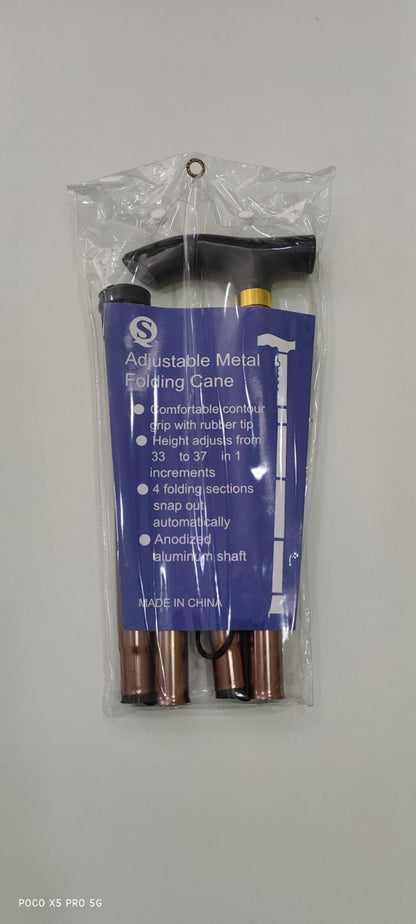 SQ
Adjustable Metal
Folding Cane
Comfortable contour
grip with rubber tip
Height adjusts from
33 to 37 in 1
increments
4 folding sections
snap out
automatically
Anodized
aluminum shaft
MADE IN CHINA
POCO X5 PRO 5G